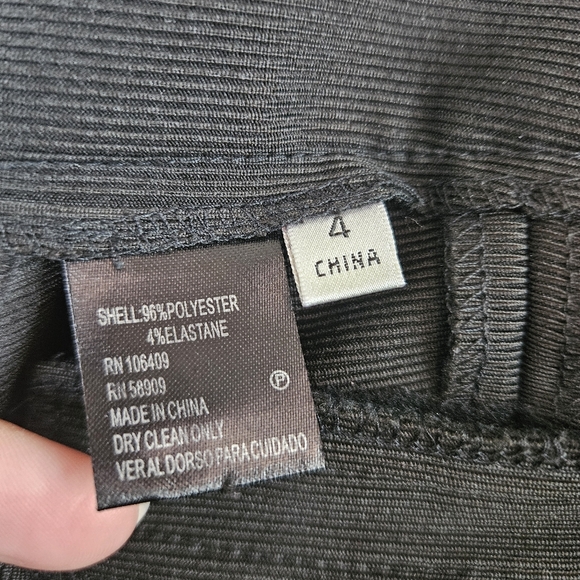 4
CHINA
SHELL:96%POLYESTER
4%ELASTANE
RN 106409
RN 58909
P
MADE IN CHINA
DRY CLEAN ONLY
VER AL DORSO PARA CUIDADO